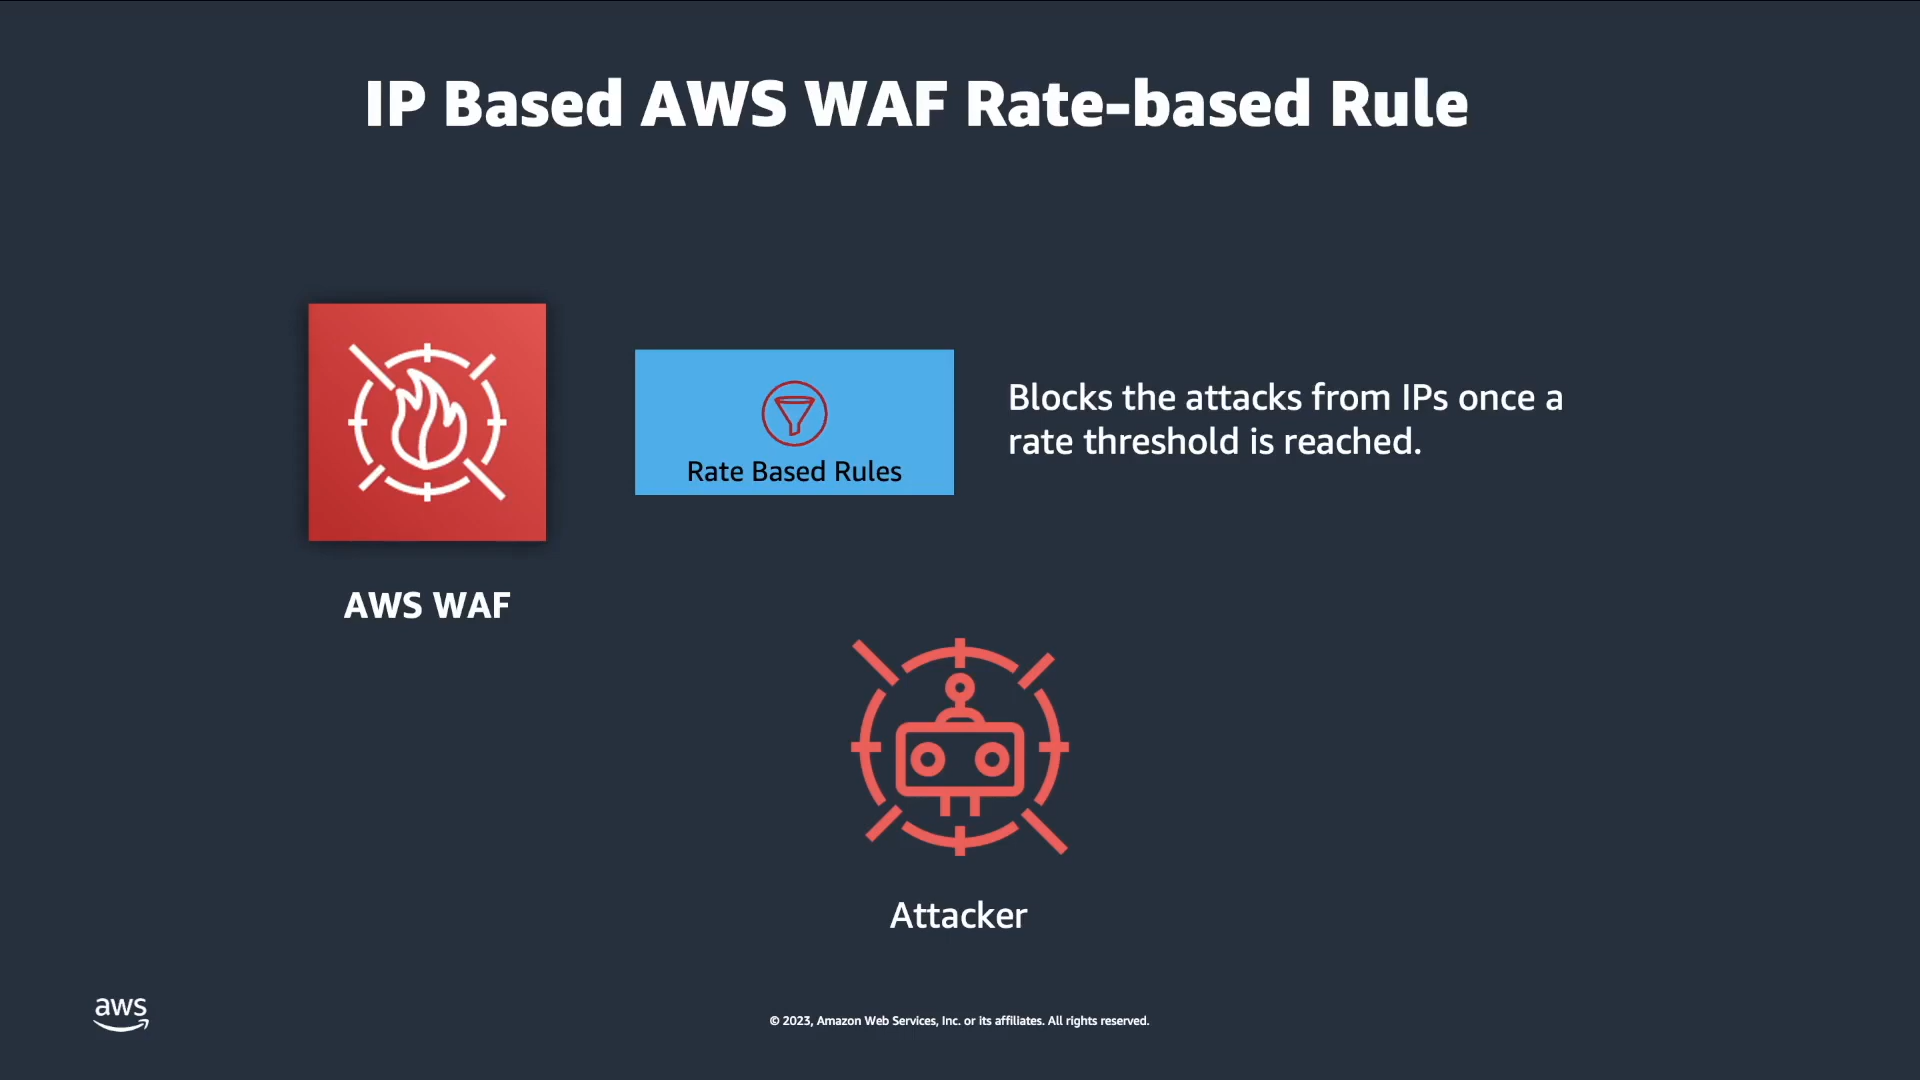 IP Based AWS WAF Rate-based Rule
Rate Based Rules
Blocks the attacks from IPs once a
rate threshold is reached.
AWS WAF
Attacker
aws
© 2023, Amazon Web Services, Inc. or its affiliates. All rights reserved.